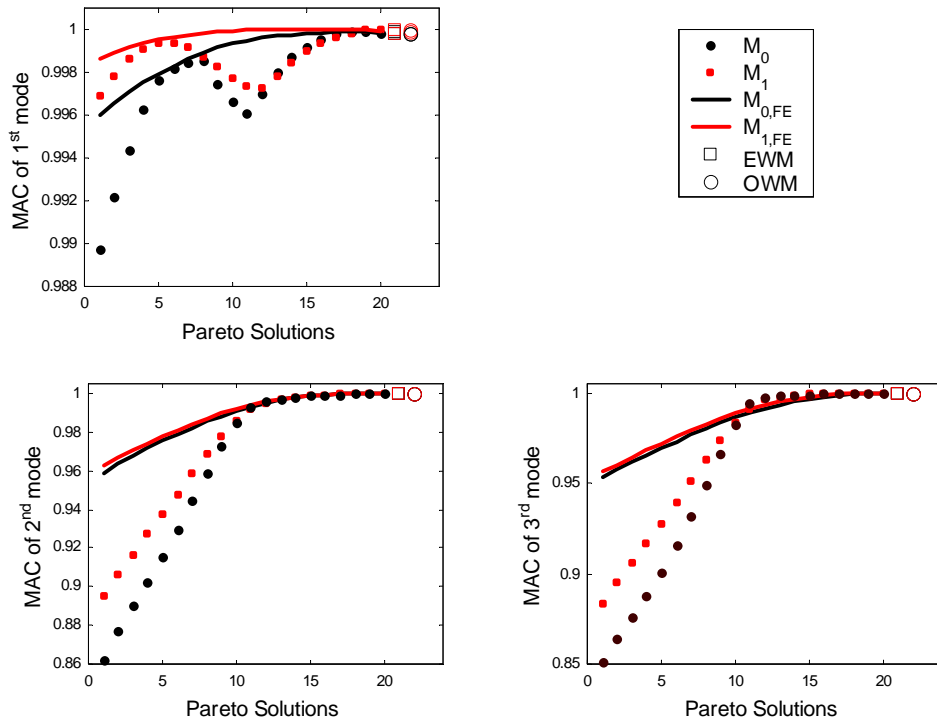 1
0.998
0.996
0.994
0.992
0.99
0.988
0 5 10 15 20
MAC of 1st mode
Pareto Solutions
M0
M1
M0,FE
M1,FE
EWM
OWM
1
0.98
0.96
0.94
0.92
0.9
0.88
0.86
0 5 10 15 20
MAC of 2nd mode
Pareto Solutions
1
0.95
0.9
0.85
0 5 10 15 20
MAC of 3rd mode
Pareto Solutions